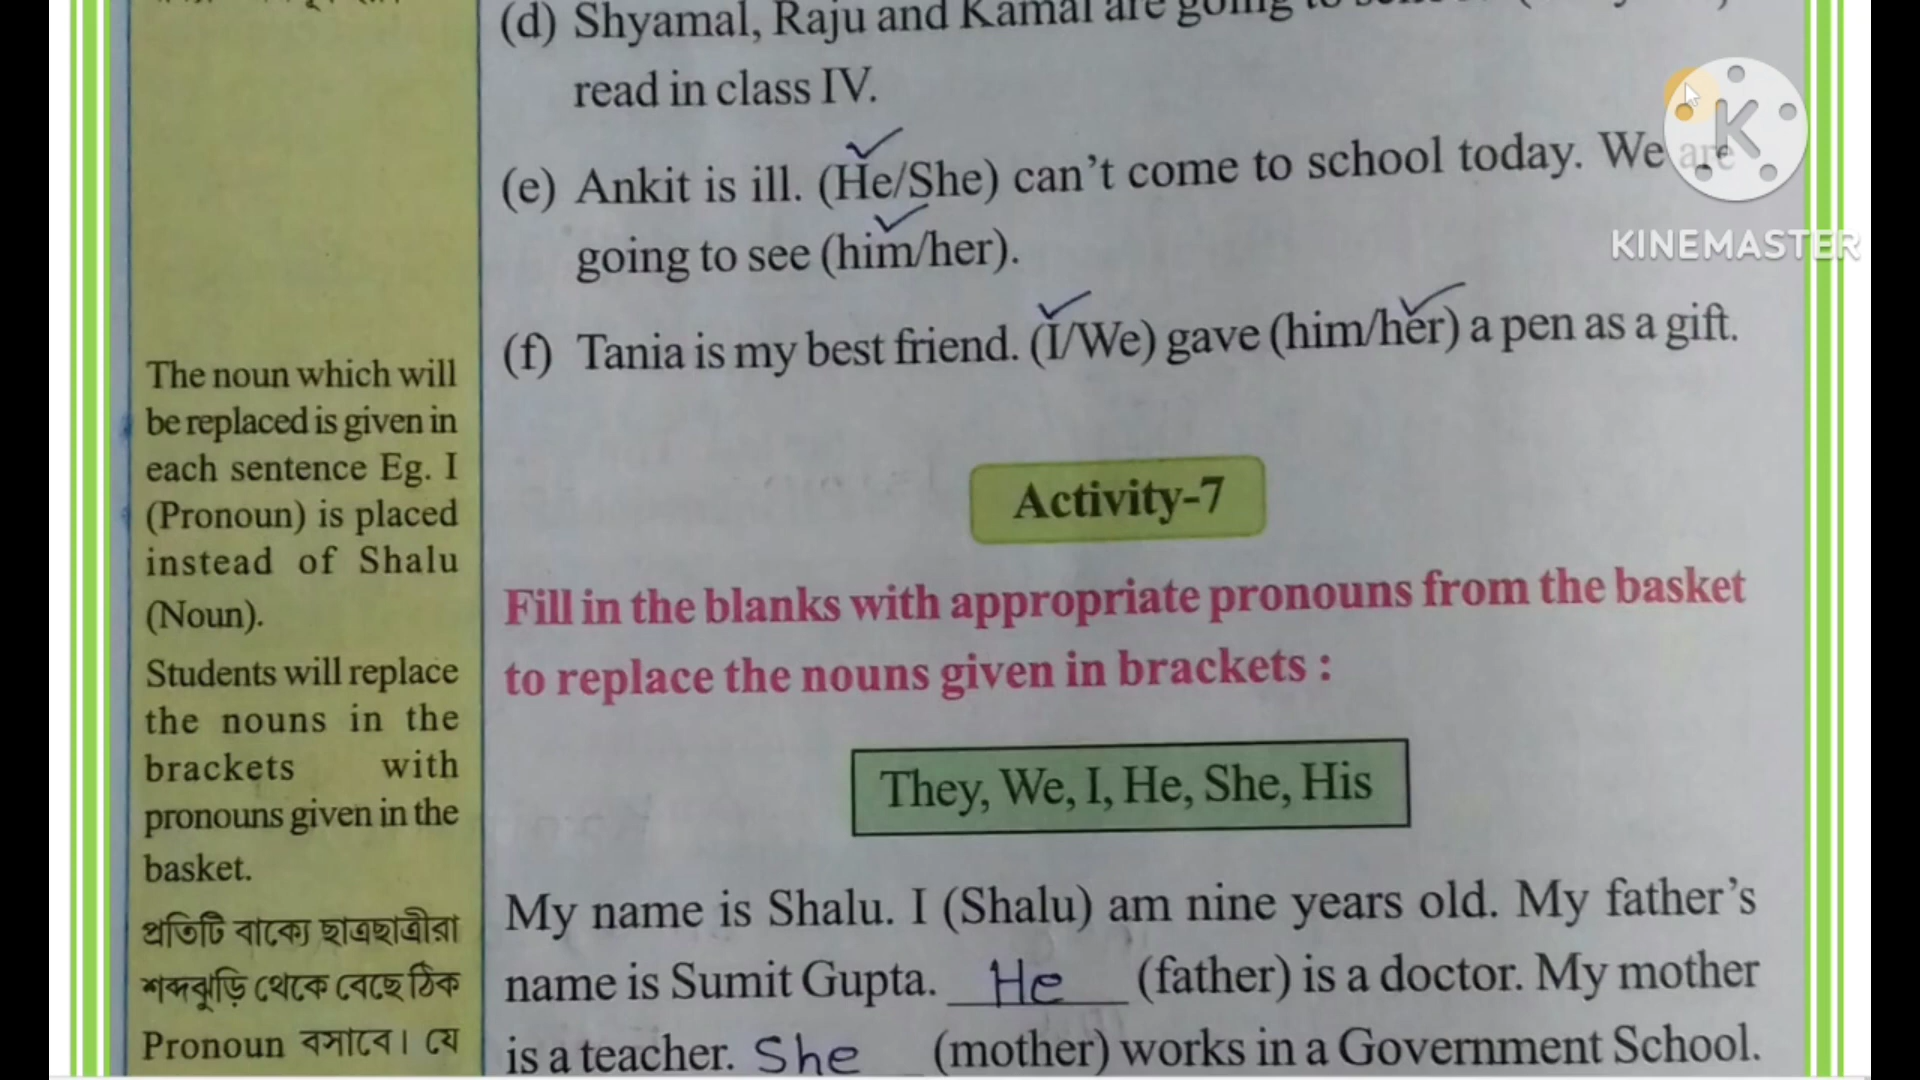 (d) Shyamal, Raju and Kamal are going to
read in class IV.
(e) Ankit is ill. (He/She) can't come to school today. We are
going to see (him/her).
(f) Tania is my best friend. (I/We) gave (him/her) a pen as a gift.
KINEMASTER
The noun which will
be replaced is given in
each sentence Eg. I
(Pronoun) is placed
instead of Shalu
(Noun).
Students will replace
the nouns in the
brackets with
pronouns given in the
basket.
প্রতিটি বাক্যে ছাত্রছাত্রীরা
শব্দঝুড়ি থেকে বেছে ঠিক
Pronoun বসাবে। যে
Activity-7
Fill in the blanks with appropriate pronouns from the basket
to replace the nouns given in brackets :
They, We, I, He, She, His
My name is Shalu. I (Shalu) am nine years old. My father's
name is Sumit Gupta. He (father) is a doctor. My mother
is a teacher. She (mother) works in a Government School.